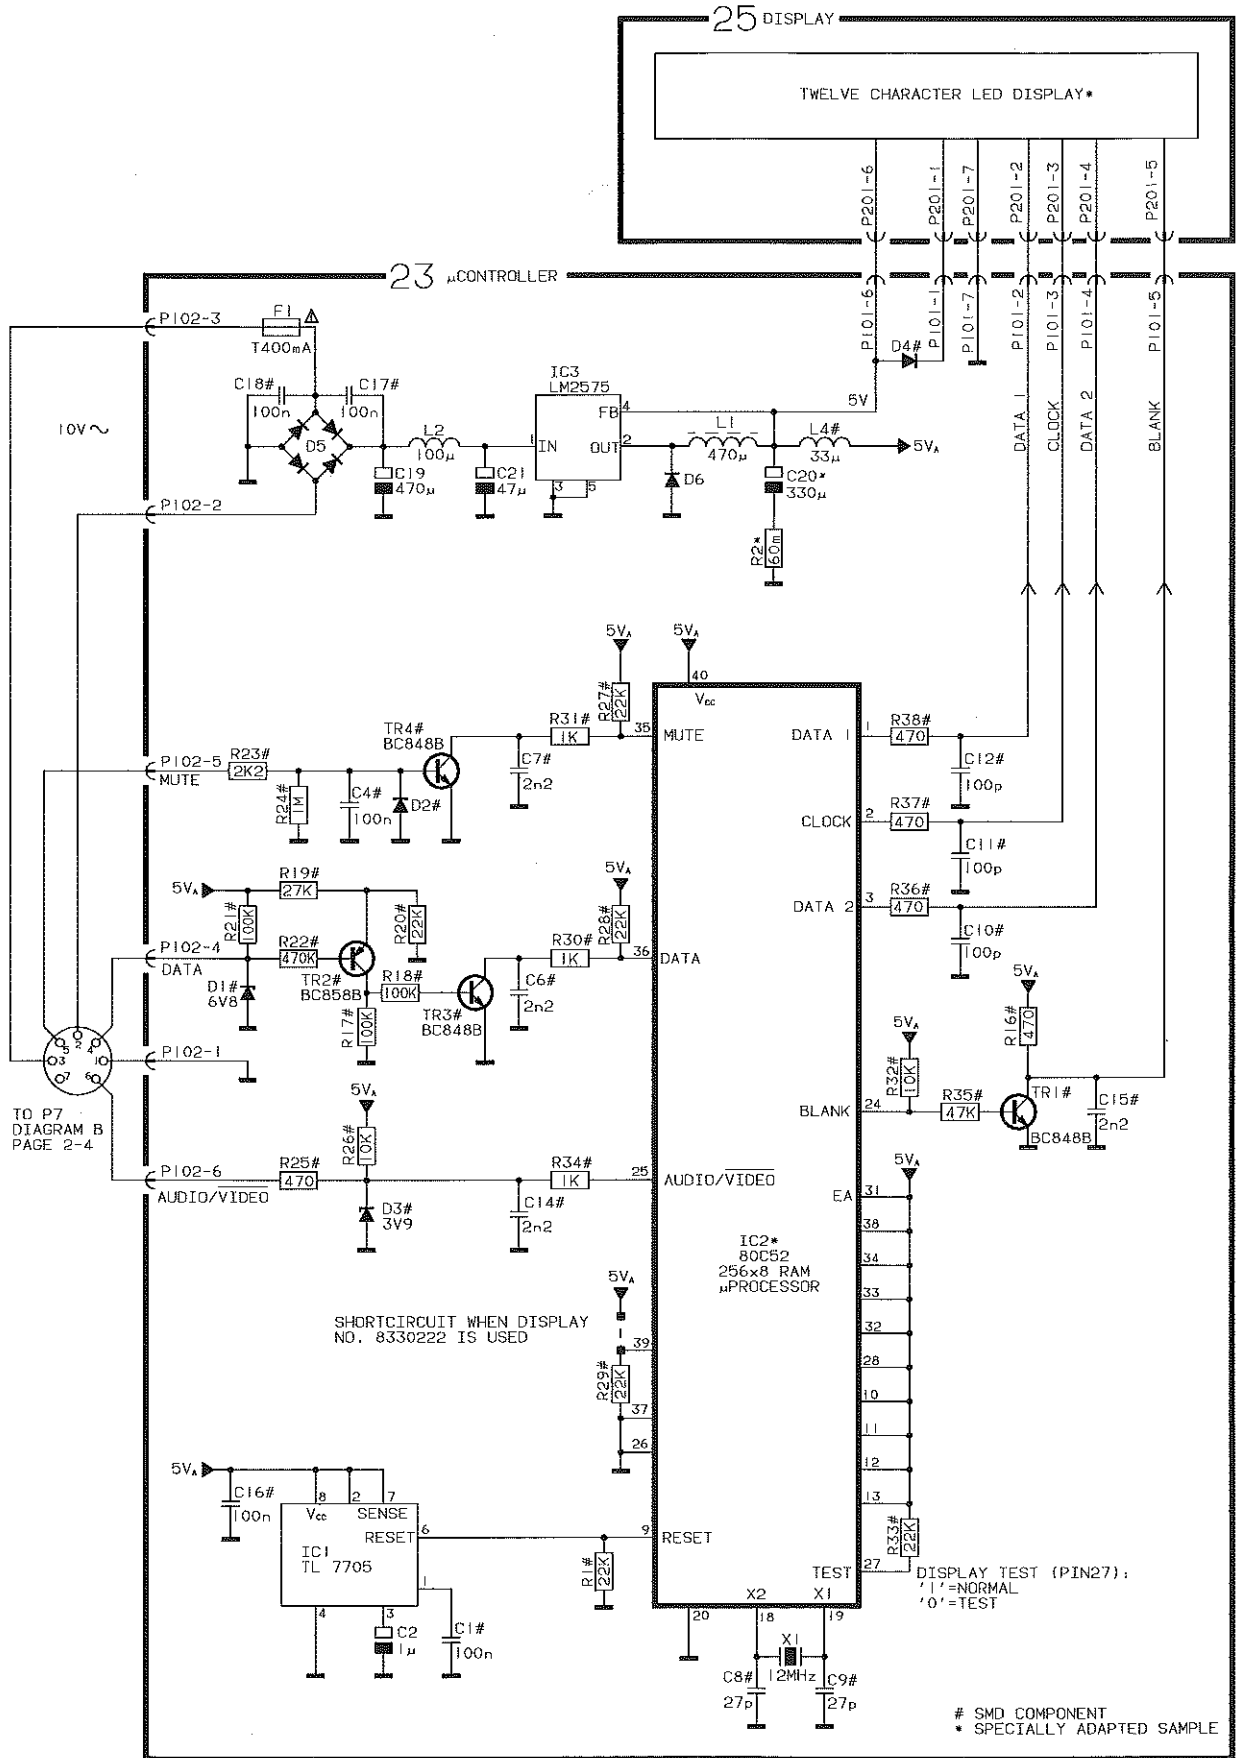 25 DISPLAY
TWELVE CHARACTER LED DISPLAY*
P201-6
P201-1
P201-7
P201-2
P201-3
P201-4
P201-5
23 µCONTROLLER
P101-6
P101-1
P101-7
P101-2
P101-3
P101-4
P101-5
P102-3
F1
T400mA
D4#
C18#
100n
C17#
100n
IC3
LM2575
5V
FB 4
10V~
D5
L2
100µ
1 IN
OUT 2
L1
470µ
L4#
33µ
5VA
DATA 1
CLOCK
DATA 2
BLANK
C19
470µ
C21
47µ
3 5
D6
C20*
330µ
P102-2
R2*
60m
5VA
5VA
40
Vcc
R27#
22K
R31#
1K
35 MUTE
DATA 1 1
R38#
470
TR4#
BC848B
R23#
2K2
P102-5
MUTE
C7#
2n2
C12#
100p
R24#
1M
C4#
100n
D2#
CLOCK 2
R37#
470
C11#
100p
5VA
R19#
27K
5VA
R21#
100K
R20#
22K
R28#
22K
DATA 2 3
R36#
470
P102-4
DATA
R22#
470K
R30#
1K
36 DATA
C10#
100p
D1#
6V8
TR2#
BC858B
R18#
100K
C6#
2n2
TR3#
BC848B
R17#
100K
5VA
R16#
470
5 2 4
3 1
7 6
P102-1
5VA
R32#
10K
TO P7
DIAGRAM B
PAGE 2-4
5VA
BLANK 24
R35#
47K
TR1#
BC848B
C15#
2n2
R26#
10K
P102-6
AUDIO/VIDEO
R25#
470
R34#
1K
25 AUDIO/VIDEO
5VA
EA 31
D3#
3V9
C14#
2n2
38
IC2*
80C52
256x8 RAM
µPROCESSOR
34
5VA
33
SHORTCIRCUIT WHEN DISPLAY
NO. 8330222 IS USED
32
39
28
R29#
22K
10
37
11
26
12
5VA
C16#
100n
8 2 7
Vcc SENSE
13
RESET 6
9 RESET
R33#
22K
IC1
TL 7705
R1#
22K
TEST 27
DISPLAY TEST (PIN27):
'1'=NORMAL
'0'=TEST
1
X2 X1
4 3
20 18 19
C2
1µ
C1#
100n
X1
12MHz
C8#
27p
C9#
27p
# SMD COMPONENT
* SPECIALLY ADAPTED SAMPLE